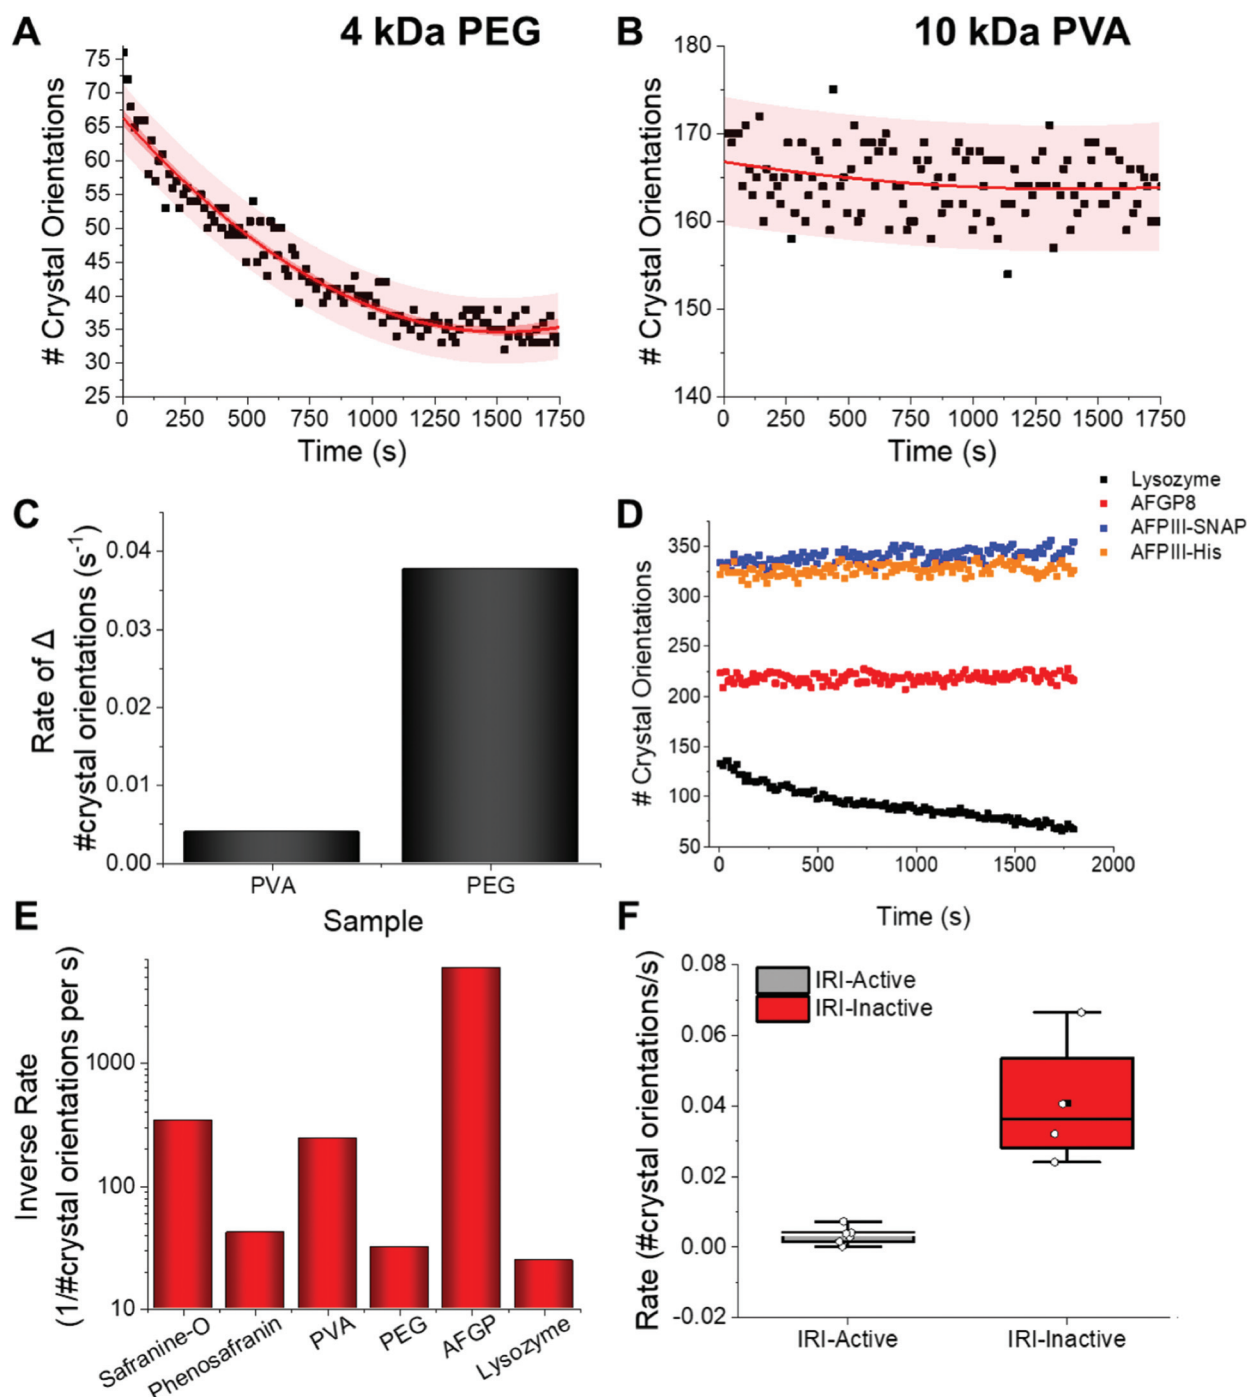 A
4 kDa PEG
# Crystal Orientations
75
70
65
60
55
50
45
40
35
30
25
0 250 500 750 1000 1250 1500 1750
Time (s)
B
10 kDa PVA
# Crystal Orientations
180
170
160
150
140
0 250 500 750 1000 1250 1500 1750
Time (s)
C
Rate of Δ
#crystal orientations (s⁻¹)
0.04
0.03
0.02
0.01
0.00
PVA PEG
Sample
D
Lysozyme
AFGP8
AFPIII-SNAP
AFPIII-His
# Crystal Orientations
350
300
250
200
150
100
50
0 500 1000 1500 2000
Time (s)
E
Inverse Rate
(1/#crystal orientations per s)
1000
100
10
Safranine-O Phenosafranin PVA PEG AFGP Lysozyme
F
Rate (#crystal orientations/s)
0.08
0.06
0.04
0.02
0.00
-0.02
IRI-Active
IRI-Inactive
IRI-Active IRI-Inactive